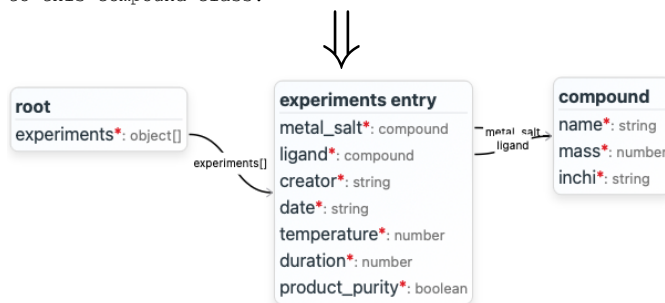 root
experiments*: object[]
experiments[]
experiments entry
metal_salt*: compound
ligand*: compound
creator*: string
date*: string
temperature*: number
duration*: number
product_purity*: boolean
metal_salt
ligand
compound
name*: string
mass*: number
inchi*: string